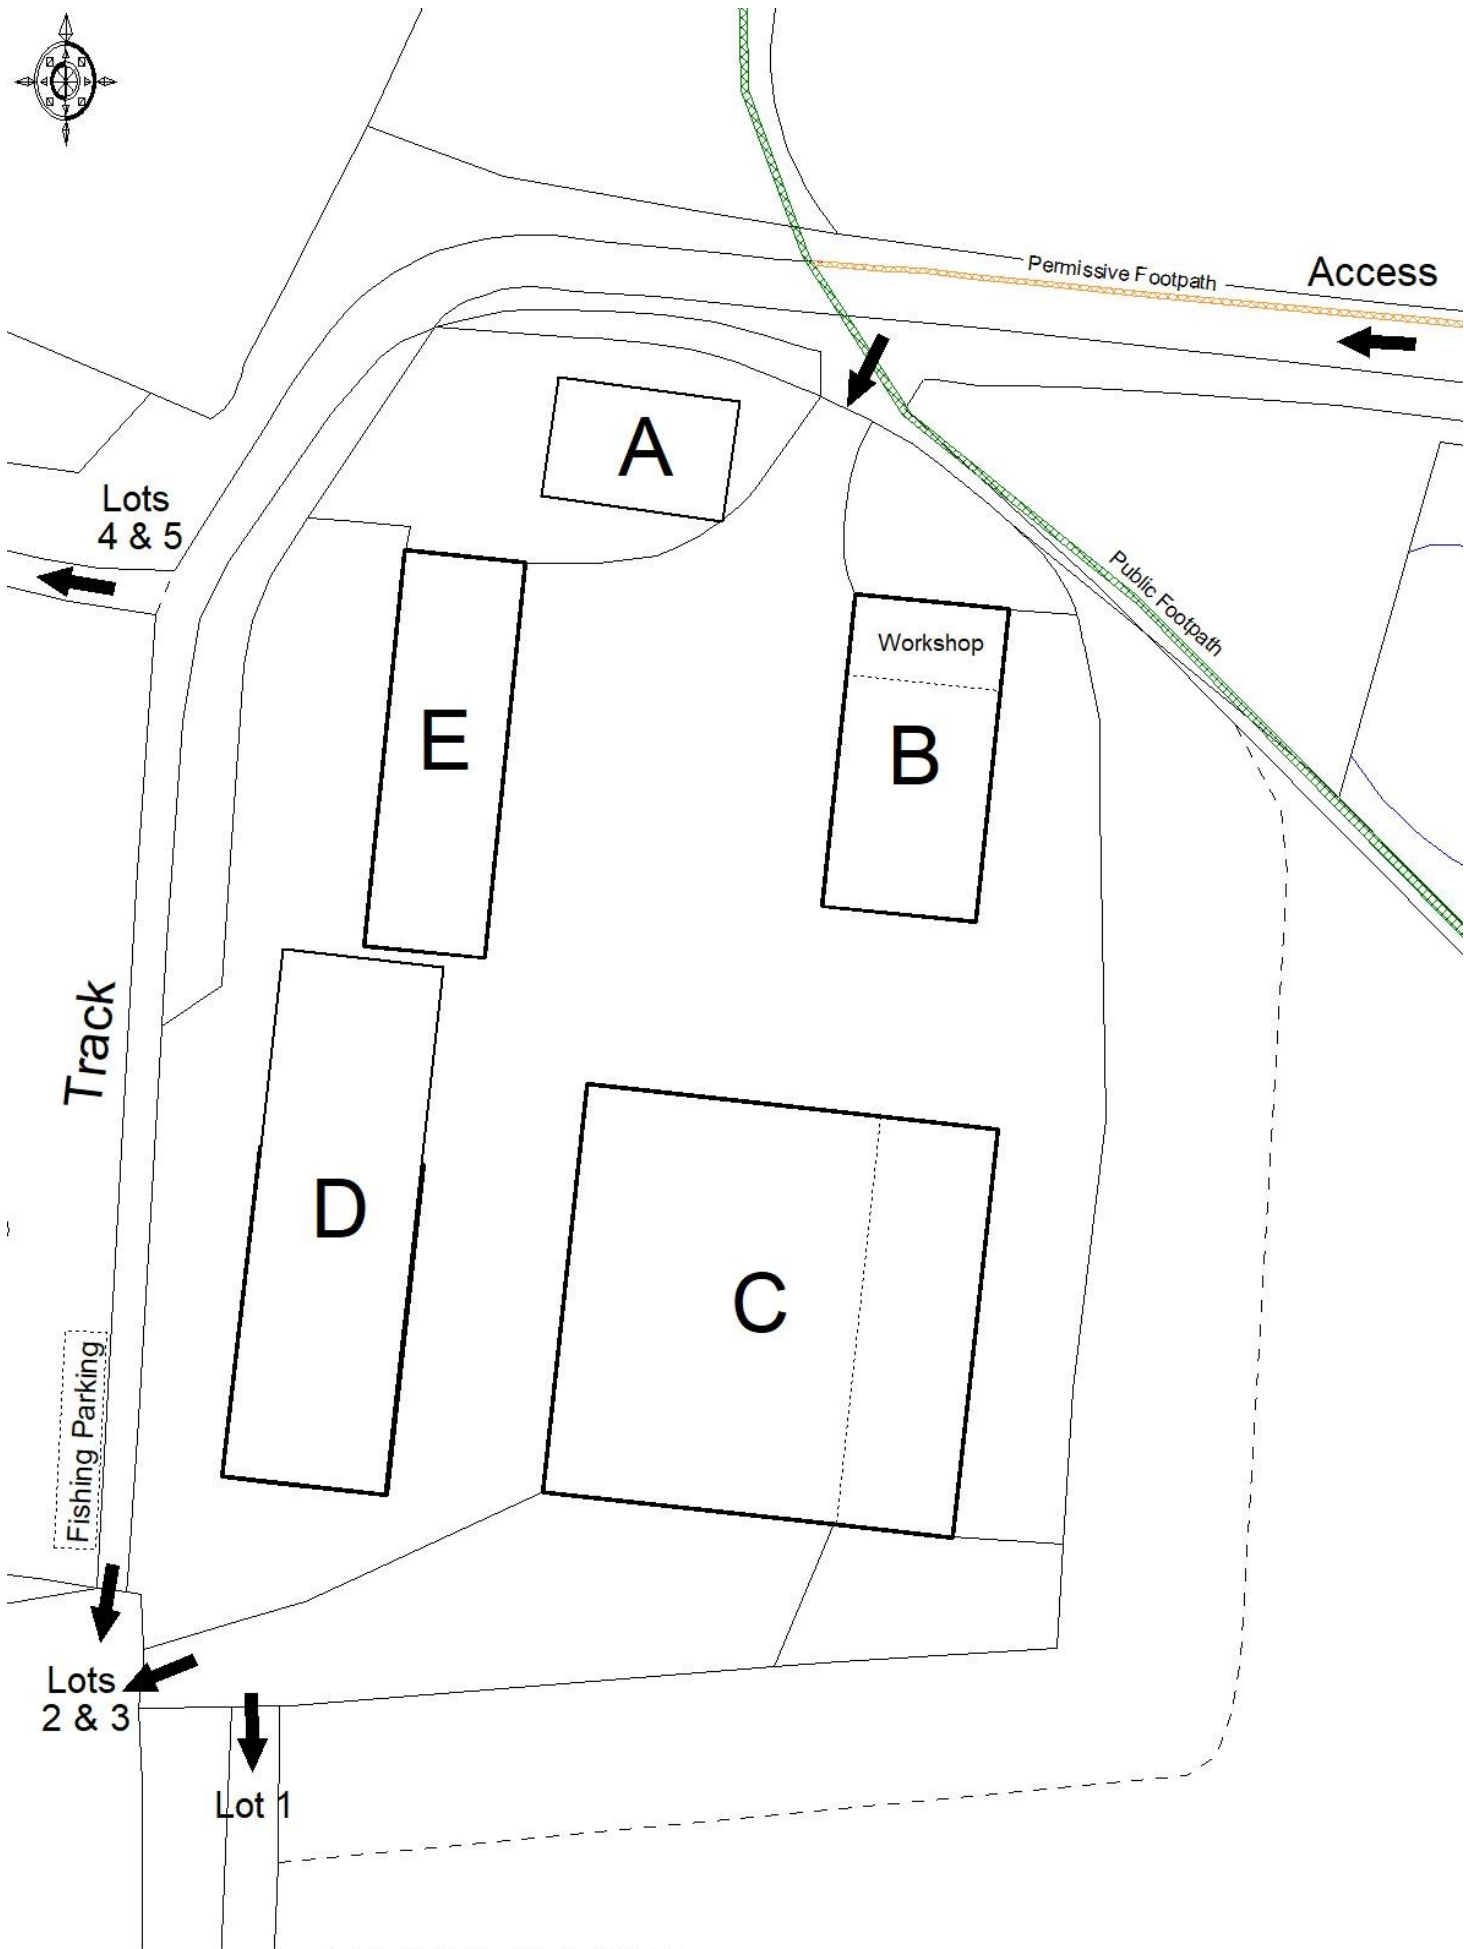 Permissive Footpath
Access
A
Lots
4 & 5
Public Footpath
Workshop
E
B
Track
D
C
Fishing Parking
Lots
2 & 3
Lot 1